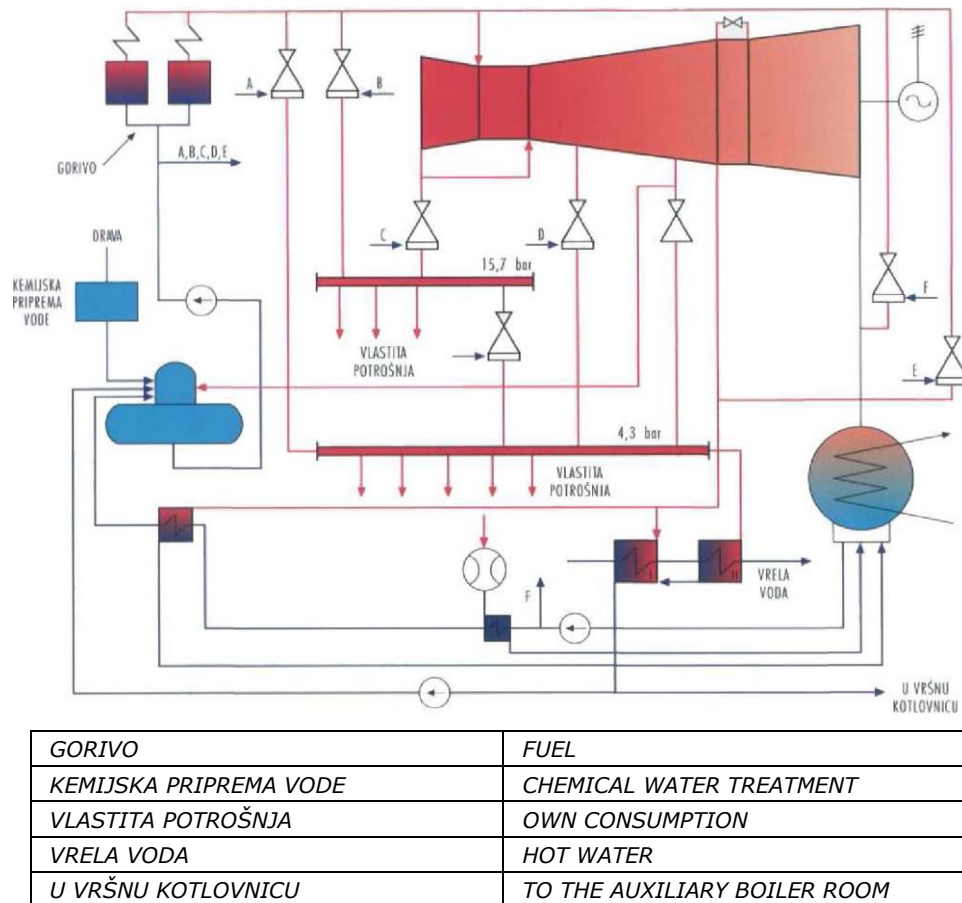 A
B
GORIVO
A,B,C,D,E
DRAVA
KEMIJSKA
PRIPREMA
VODE
C
D
15,7 bar
F
VLASTITA
POTROŠNJA
E
4,3 bar
VLASTITA
POTROŠNJA
I
II
VRELA
VODA
F
U VRŠNU
KOTLOVNICU
GORIVO FUEL
KEMIJSKA PRIPREMA VODE CHEMICAL WATER TREATMENT
VLASTITA POTROŠNJA OWN CONSUMPTION
VRELA VODA HOT WATER
U VRŠNU KOTLOVNICU TO THE AUXILIARY BOILER ROOM